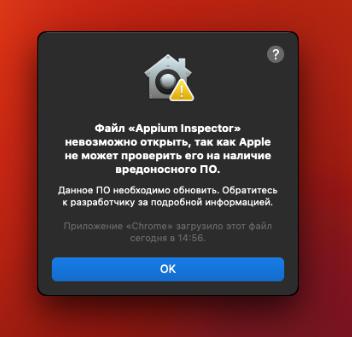 ?
Файл «Appium Inspector»
невозможно открыть, так как Apple
не может проверить его на наличие
вредоносного ПО.
Данное ПО необходимо обновить. Обратитесь
к разработчику за подробной информацией.
Приложение «Chrome» загрузило этот файл
сегодня в 14:56.
ОК